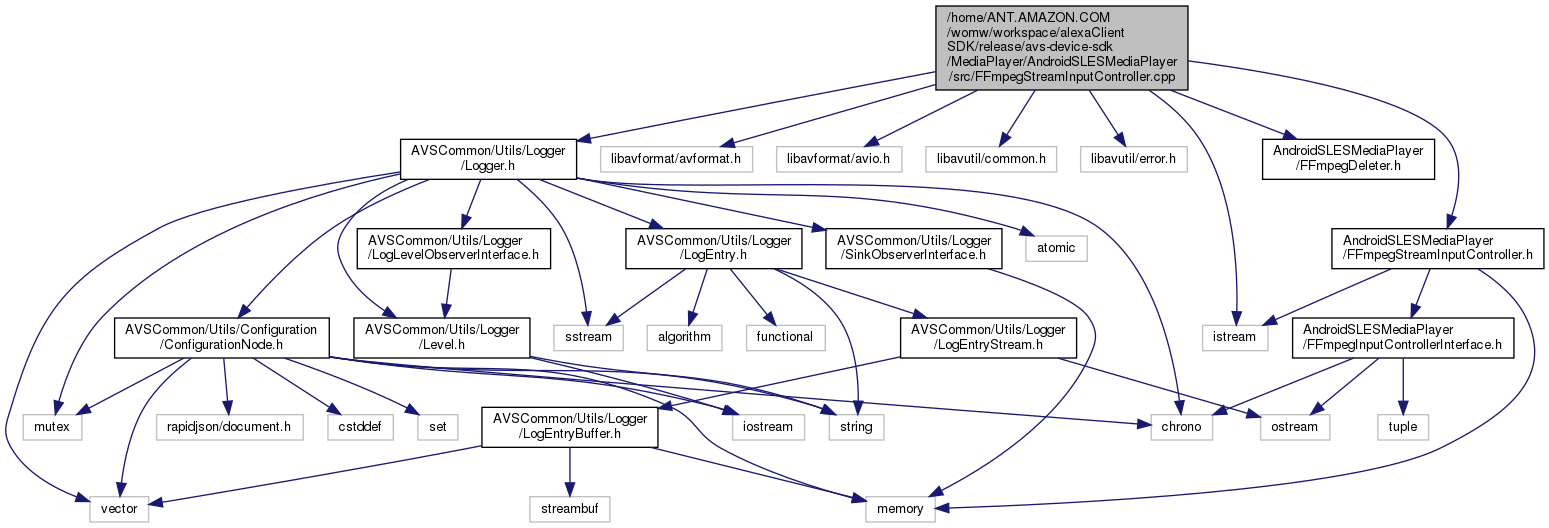 /home/ANT.AMAZON.COM
/womw/workspace/alexaClient
SDK/release/avs-device-sdk
/MediaPlayer/AndroidSLESMediaPlayer
/src/FFmpegStreamInputController.cpp
AVSCommon/Utils/Logger
/Logger.h
libavformat/avformat.h
libavformat/avio.h
libavutil/common.h
libavutil/error.h
AndroidSLESMediaPlayer
/FFmpegDeleter.h
AVSCommon/Utils/Logger
/LogLevelObserverInterface.h
AVSCommon/Utils/Logger
/LogEntry.h
AVSCommon/Utils/Logger
/SinkObserverInterface.h
atomic
AndroidSLESMediaPlayer
/FFmpegStreamInputController.h
AVSCommon/Utils/Configuration
/ConfigurationNode.h
AVSCommon/Utils/Logger
/Level.h
sstream
algorithm
functional
AVSCommon/Utils/Logger
/LogEntryStream.h
istream
AndroidSLESMediaPlayer
/FFmpegInputControllerInterface.h
mutex
rapidjson/document.h
cstddef
set
AVSCommon/Utils/Logger
/LogEntryBuffer.h
iostream
string
chrono
ostream
tuple
vector
streambuf
memory